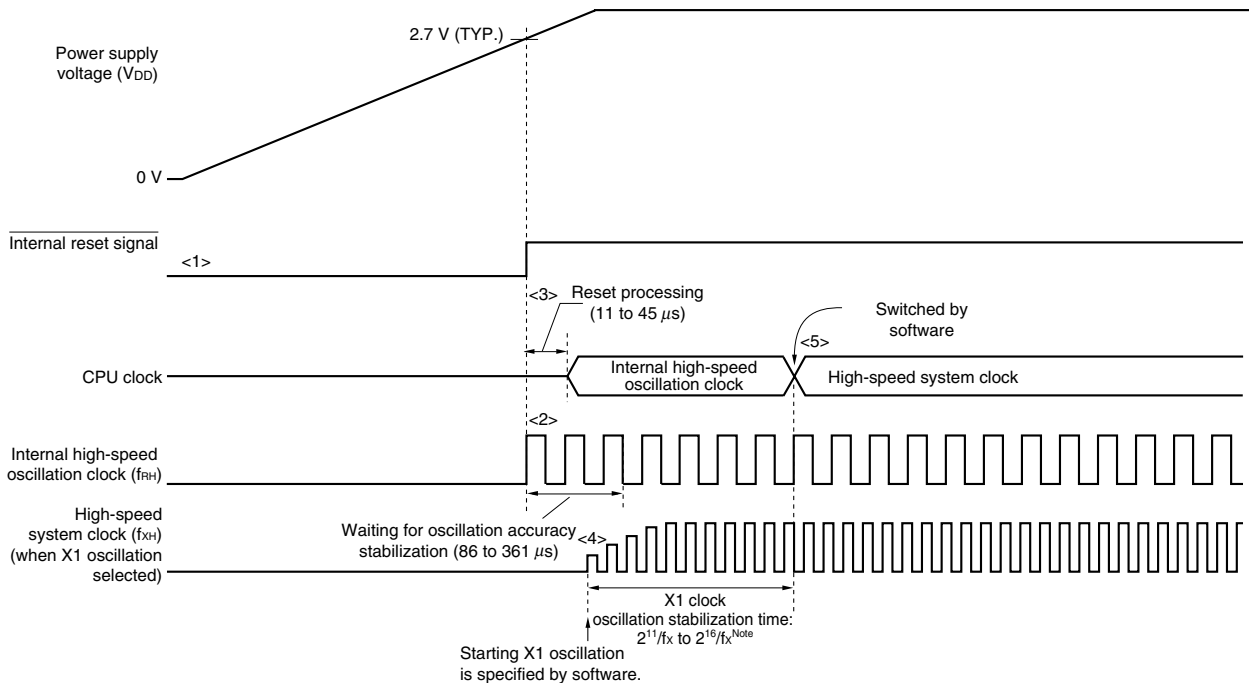 2.7 V (TYP.)
Power supply
voltage (VDD)
0 V
Internal reset signal
<1>
<3>
Reset processing
(11 to 45 μs)
Switched by
software
<5>
CPU clock
Internal high-speed
oscillation clock
High-speed system clock
<2>
Internal high-speed
oscillation clock (fRH)
High-speed
system clock (fXH)
(when X1 oscillation
selected)
Waiting for oscillation accuracy
stabilization (86 to 361 μs)
<4>
X1 clock
oscillation stabilization time:
2^11/fX to 2^16/fX^Note
Starting X1 oscillation
is specified by software.